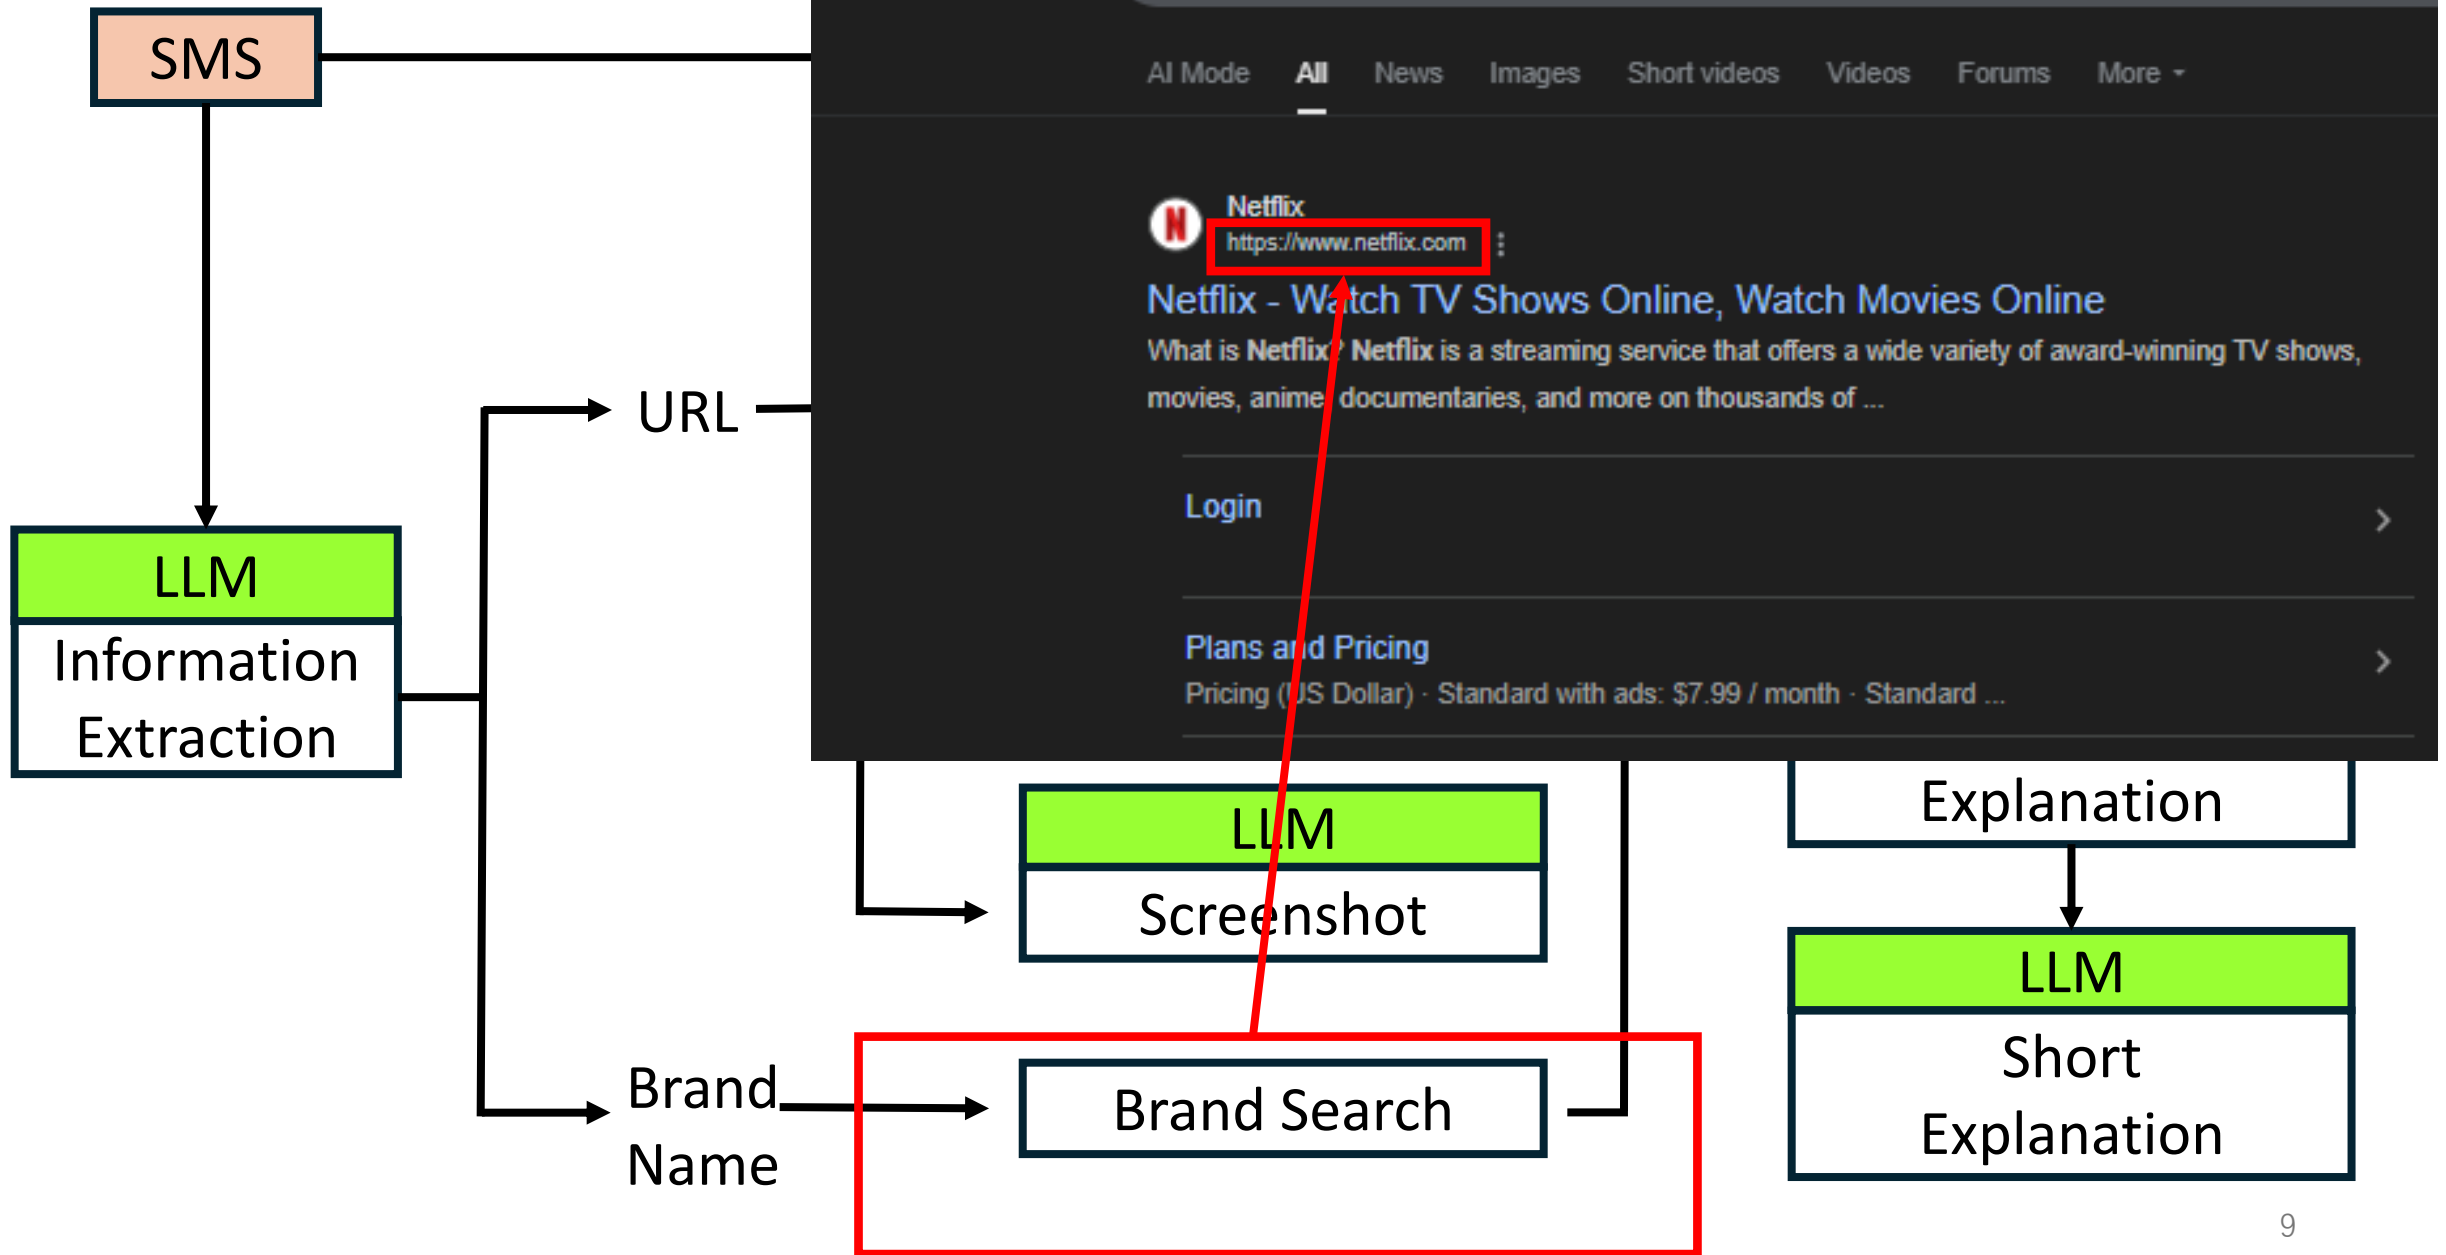 SMS
AI Mode All News Images Short videos Videos Forums More
N
Netflix
https://www.netflix.com
Netflix - Watch TV Shows Online, Watch Movies Online
What is Netflix? Netflix is a streaming service that offers a wide variety of award-winning TV shows,
movies, anime, documentaries, and more on thousands of ...
URL
Login
LLM
Information
Extraction
Plans and Pricing
Pricing (US Dollar) · Standard with ads: $7.99 / month · Standard ...
Explanation
LLM
Screenshot
LLM
Short
Explanation
Brand
Name
Brand Search
9